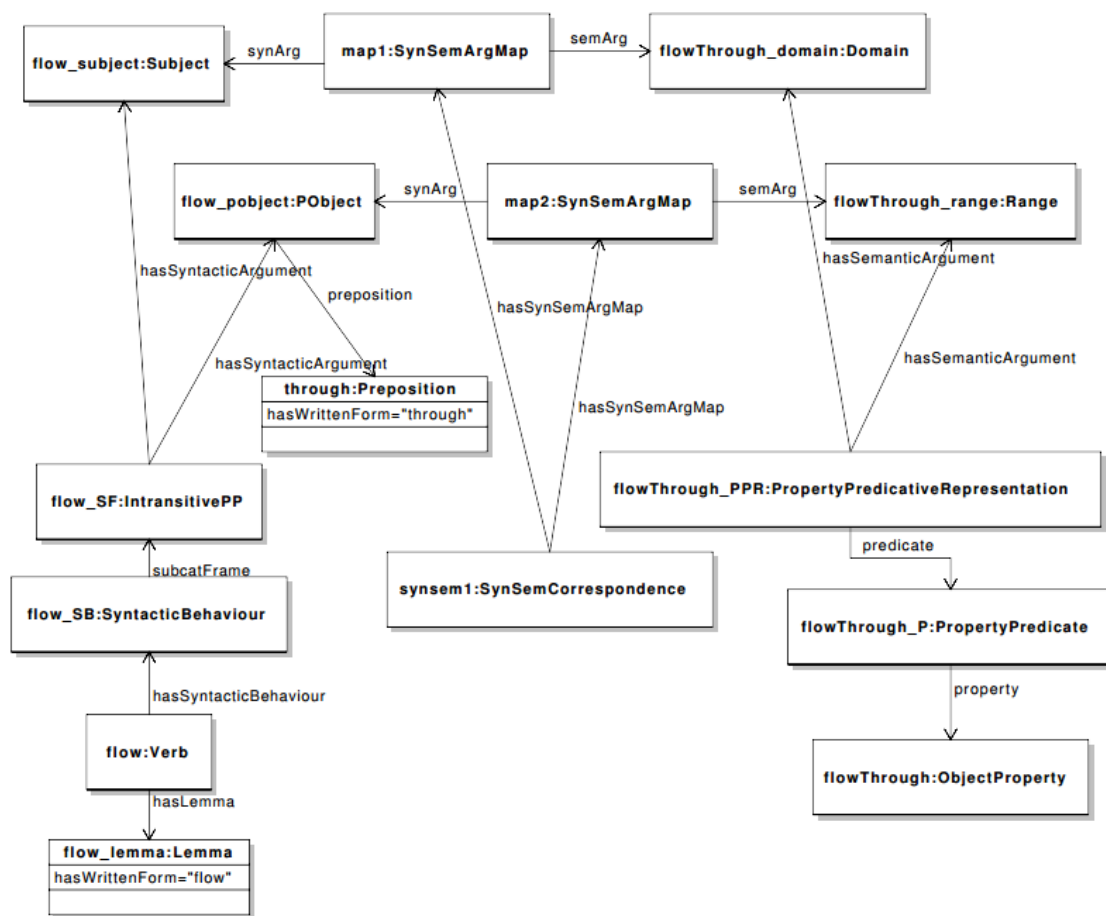 synArg
map1:SynSemArgMap
semArg
flow_subject:Subject
flowThrough_domain:Domain
flow_pobject:PObject
synArg
map2:SynSemArgMap
semArg
flowThrough_range:Range
hasSyntacticArgument
hasSemanticArgument
preposition
hasSynSemArgMap
hasSyntacticArgument
hasSemanticArgument
through:Preposition
hasWrittenForm="through"
hasSynSemArgMap
flow_SF:IntransitivePP
flowThrough_PPR:PropertyPredicativeRepresentation
predicate
subcatFrame
synsem1:SynSemCorrespondence
flow_SB:SyntacticBehaviour
flowThrough_P:PropertyPredicate
hasSyntacticBehaviour
property
flow:Verb
flowThrough:ObjectProperty
hasLemma
flow_lemma:Lemma
hasWrittenForm="flow"